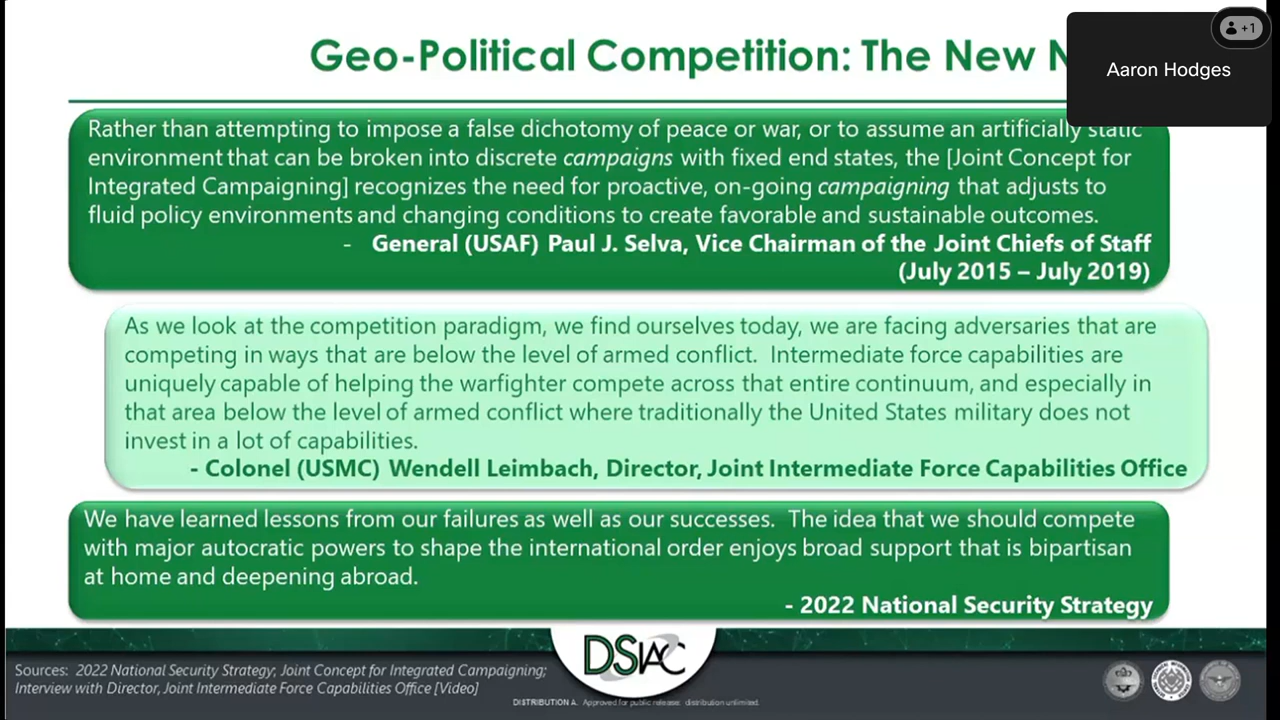 Geo-Political Competition: The New N
+1
Aaron Hodges
Rather than attempting to impose a false dichotomy of peace or war, or to assume an artificially static
environment that can be broken into discrete campaigns with fixed end states, the [Joint Concept for
Integrated Campaigning] recognizes the need for proactive, on-going campaigning that adjusts to
fluid policy environments and changing conditions to create favorable and sustainable outcomes.
- General (USAF) Paul J. Selva, Vice Chairman of the Joint Chiefs of Staff
(July 2015 – July 2019)
As we look at the competition paradigm, we find ourselves today, we are facing adversaries that are
competing in ways that are below the level of armed conflict. Intermediate force capabilities are
uniquely capable of helping the warfighter compete across that entire continuum, and especially in
that area below the level of armed conflict where traditionally the United States military does not
invest in a lot of capabilities.
- Colonel (USMC) Wendell Leimbach, Director, Joint Intermediate Force Capabilities Office
We have learned lessons from our failures as well as our successes. The idea that we should compete
with major autocratic powers to shape the international order enjoys broad support that is bipartisan
at home and deepening abroad.
- 2022 National Security Strategy
Sources: 2022 National Security Strategy; Joint Concept for Integrated Campaigning;
Interview with Director, Joint Intermediate Force Capabilities Office [Video]
DSIAC
DISTRIBUTION A. Approved for public release: distribution unlimited.